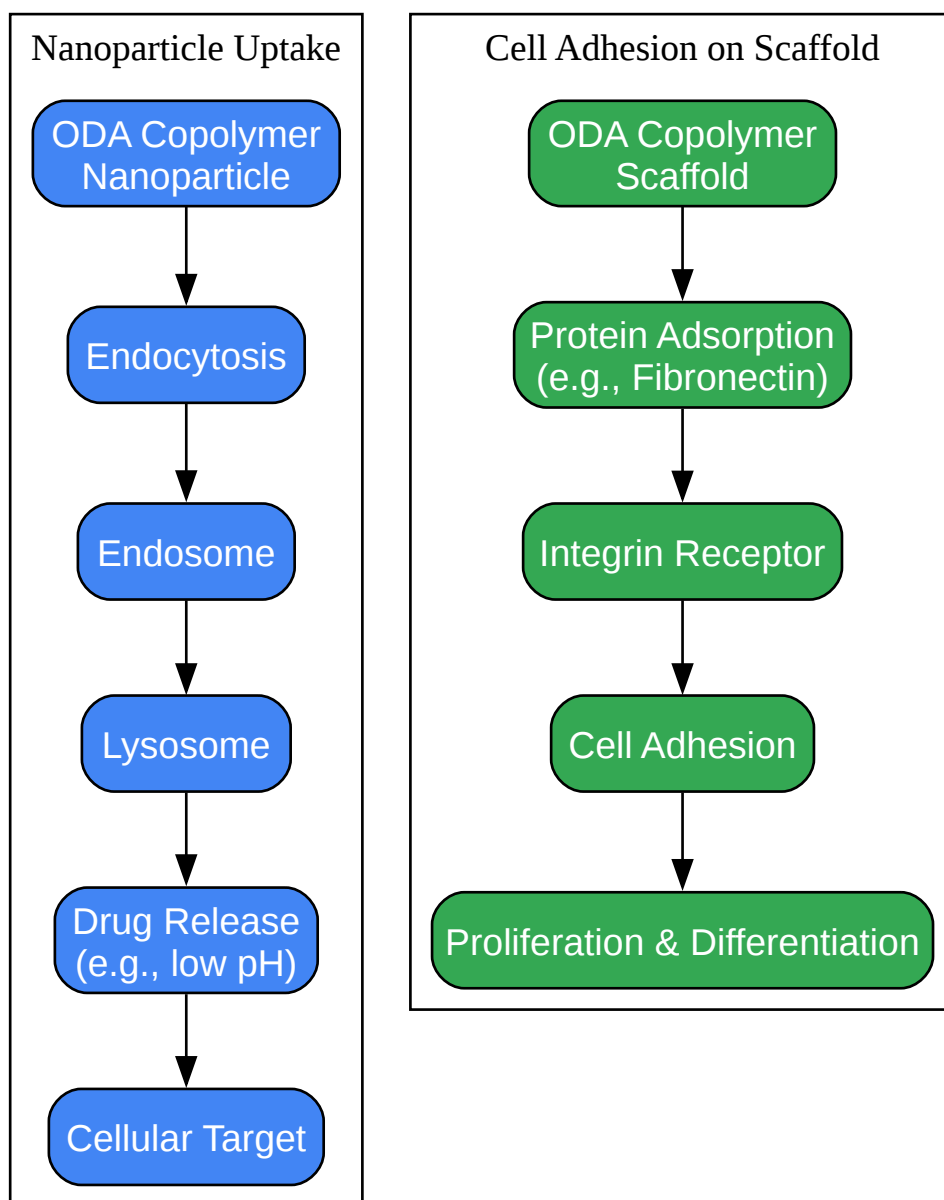 Nanoparticle Uptake
ODA Copolymer
Nanoparticle
Endocytosis
Endosome
Lysosome
Drug Release
(e.g., low pH)
Cellular Target
Cell Adhesion on Scaffold
ODA Copolymer
Scaffold
Protein Adsorption
(e.g., Fibronectin)
Integrin Receptor
Cell Adhesion
Proliferation & Differentiation